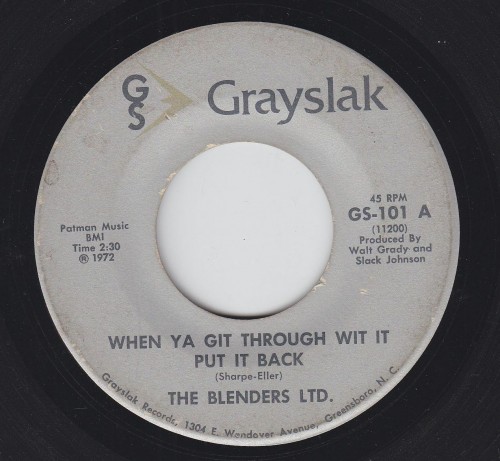 GS
Grayslak
45 RPM
GS-101 A
(11200)
Produced By
Walt Grady and
Slack Johnson
Patman Music
BMI
Time 2:30
℗ 1972
WHEN YA GIT THROUGH WIT IT
PUT IT BACK
(Sharpe-Eller)
THE BLENDERS LTD.
Grayslak Records, 1304 E. Wendover Avenue, Greensboro, N. C.